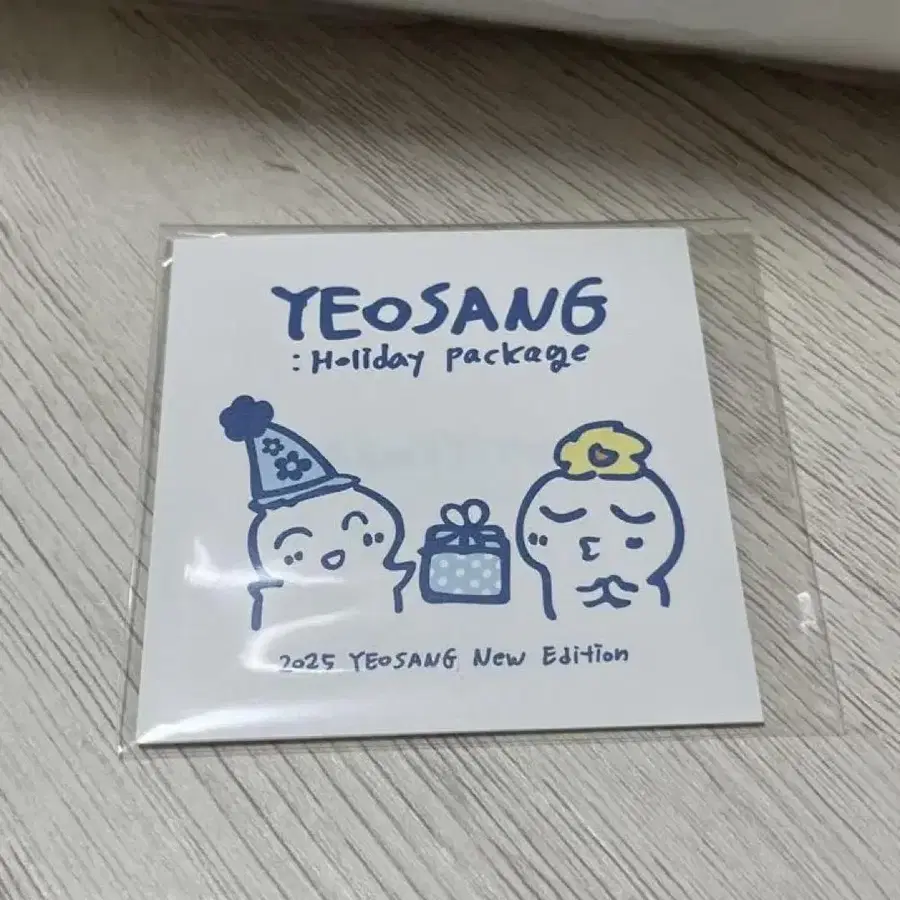 YEOSANG
: Holiday package
2025 YEOSANG New Edition